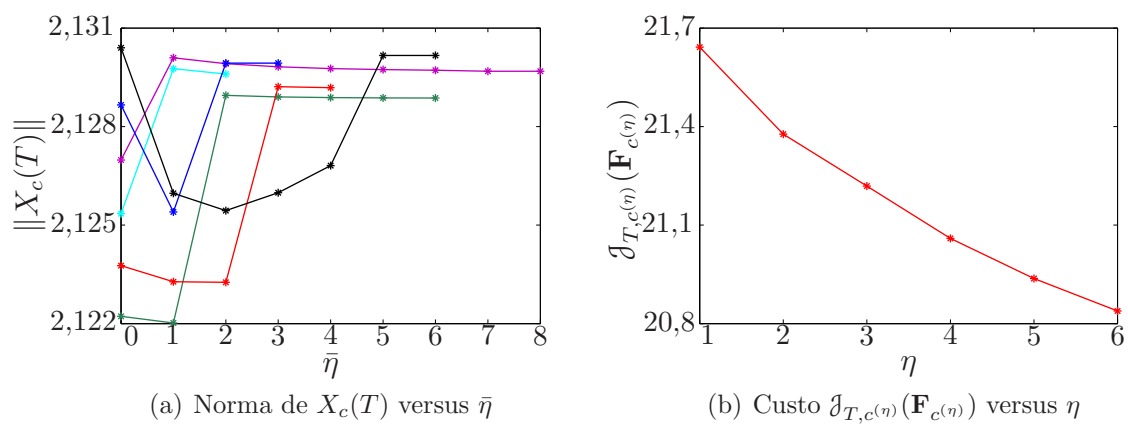 2,131
2,128
2,125
2,122
‖X_c(T)‖
0 1 2 3 4 5 6 7 8
η̄
(a) Norma de X_c(T) versus η̄
21,7
21,4
21,1
20,8
𝒥_{T,c^{(η)}}(𝐅_{c^{(η)}})
1 2 3 4 5 6
η
(b) Custo 𝒥_{T,c^{(η)}}(𝐅_{c^{(η)}}) versus η